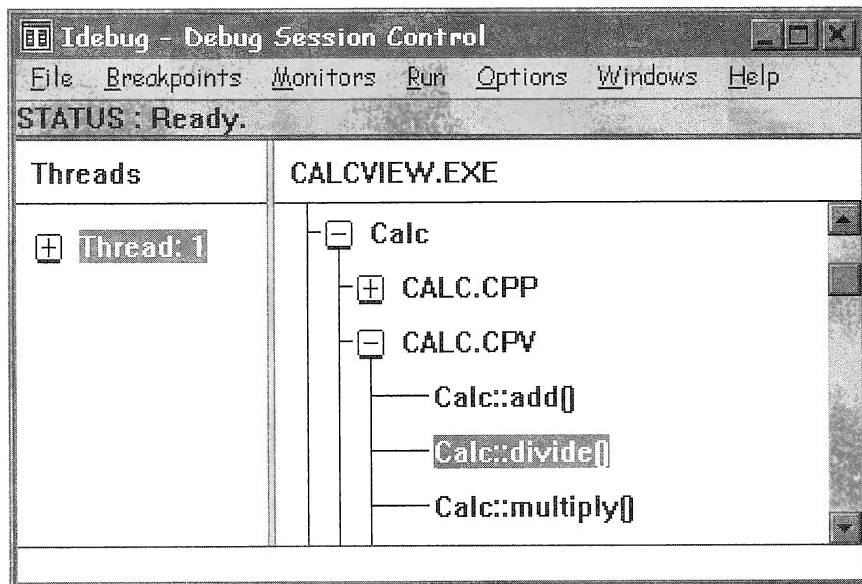 Idebug - Debug Session Control
File Breakpoints Monitors Run Options Windows Help
STATUS : Ready.
Threads
CALCVIEW.EXE
Thread: 1
Calc
CALC.CPP
CALC.CPV
Calc::add()
Calc::divide()
Calc::multiply()